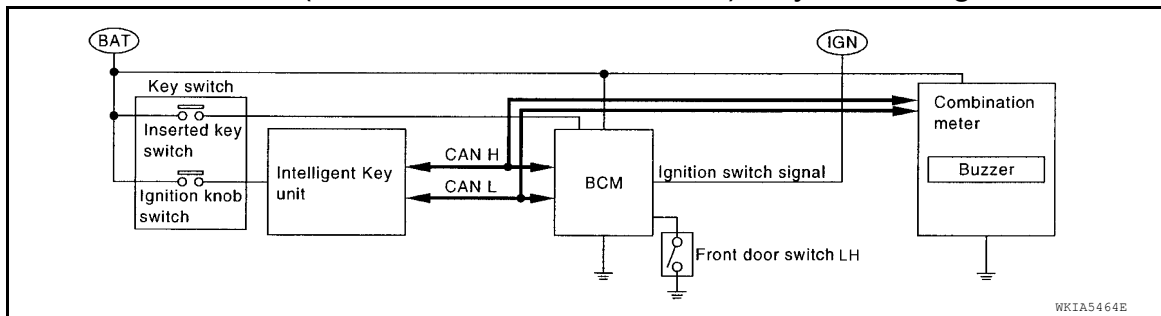 BAT
IGN
Key switch
Inserted key
switch
Ignition knob
switch
Intelligent Key
unit
CAN H
CAN L
BCM
Ignition switch signal
Front door switch LH
Combination
meter
Buzzer
WKIA5464E